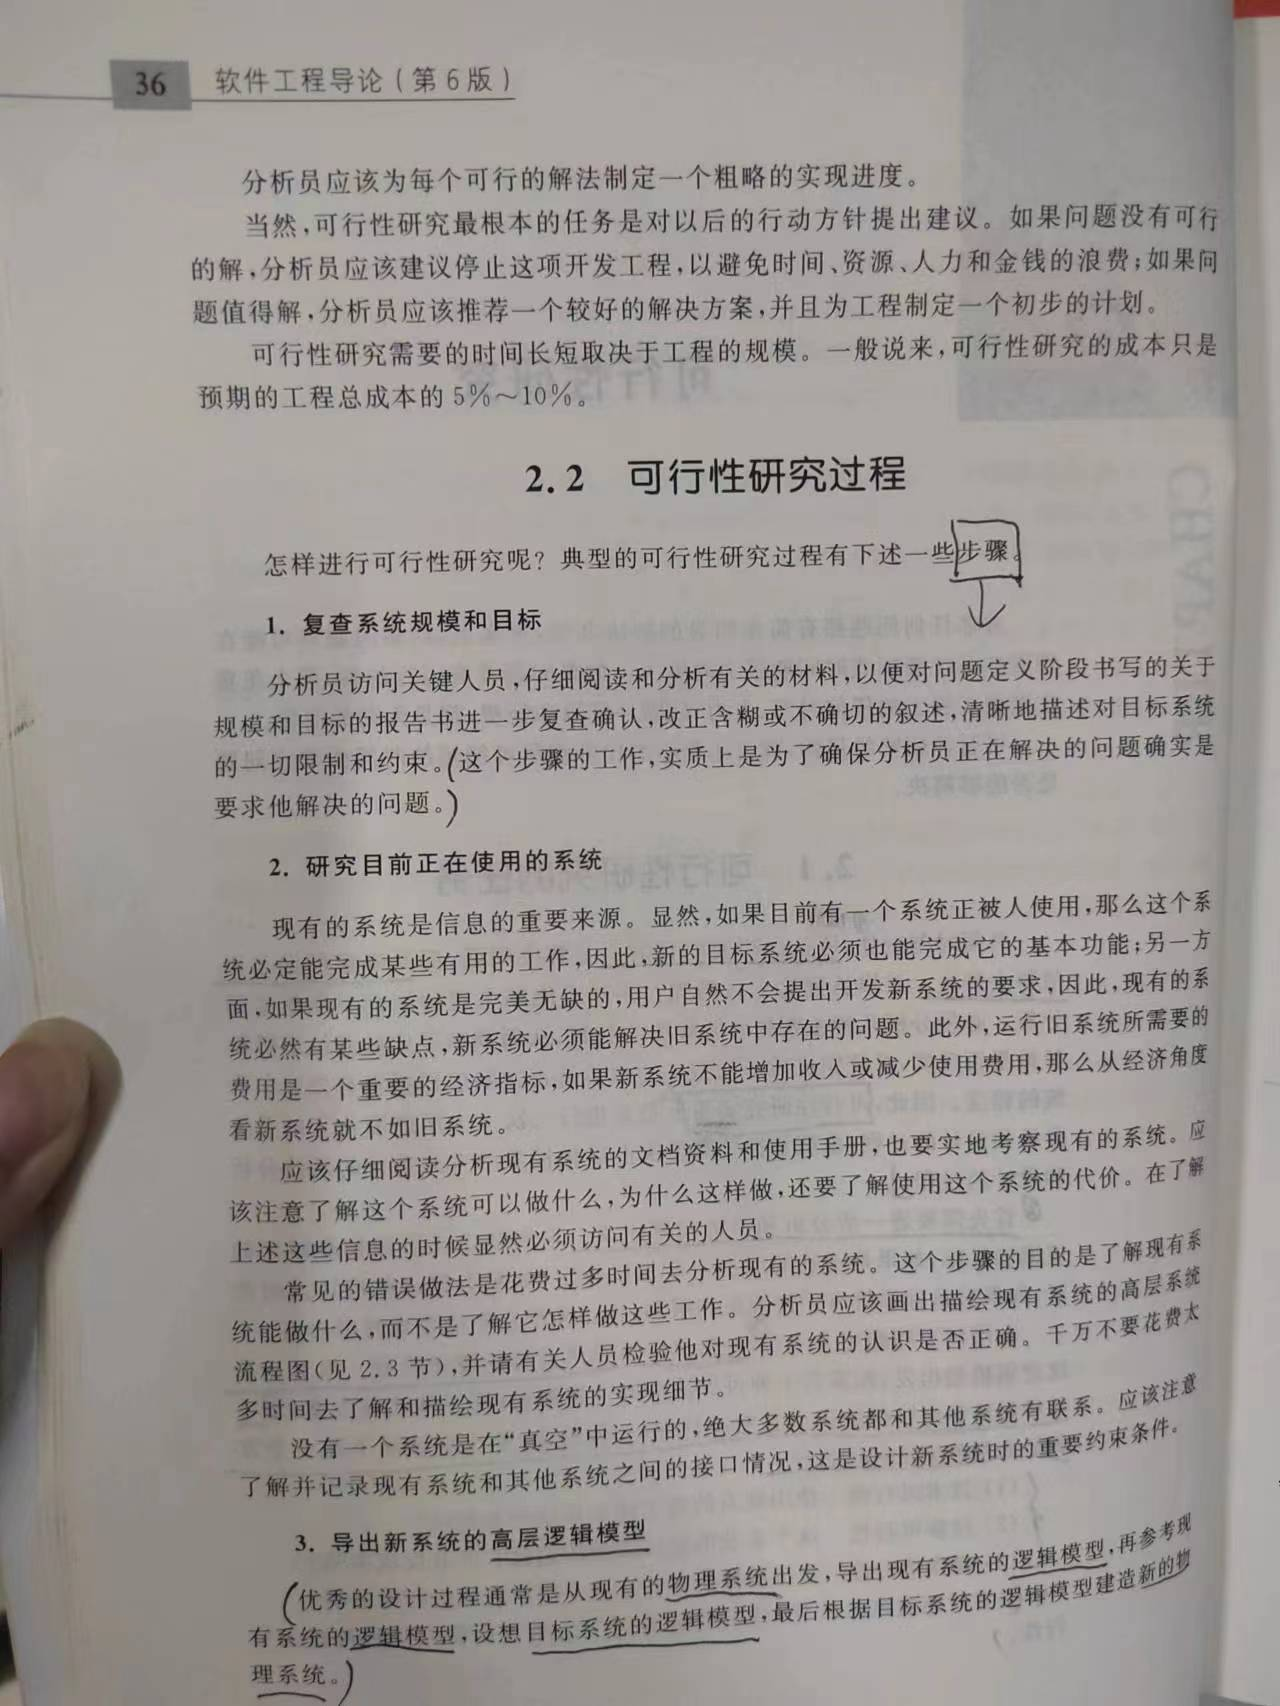 36 软件工程导论(第6版)
分析员应该为每个可行的解法制定一个粗略的实现进度。
当然,可行性研究最根本的任务是对以后的行动方针提出建议。如果问题没有可行
的解,分析员应该建议停止这项开发工程,以避免时间、资源、人力和金钱的浪费;如果问
题值得解,分析员应该推荐一个较好的解决方案,并且为工程制定一个初步的计划。
可行性研究需要的时间长短取决于工程的规模。一般说来,可行性研究的成本只是
预期的工程总成本的5%~10%。
2.2 可行性研究过程
怎样进行可行性研究呢?典型的可行性研究过程有下述一些步骤。
1. 复查系统规模和目标
分析员访问关键人员,仔细阅读和分析有关的材料,以便对问题定义阶段书写的关于
规模和目标的报告书进一步复查确认,改正含糊或不确切的叙述,清晰地描述对目标系统
的一切限制和约束。(这个步骤的工作,实质上是为了确保分析员正在解决的问题确实是
要求他解决的问题。)
2. 研究目前正在使用的系统
现有的系统是信息的重要来源。显然,如果目前有一个系统正被人使用,那么这个系
统必定能完成某些有用的工作,因此,新的目标系统必须也能完成它的基本功能;另一方
面,如果现有的系统是完美无缺的,用户自然不会提出开发新系统的要求,因此,现有的系
统必然有某些缺点,新系统必须能解决旧系统中存在的问题。此外,运行旧系统所需要的
费用是一个重要的经济指标,如果新系统不能增加收入或减少使用费用,那么从经济角度
看新系统就不如旧系统。
应该仔细阅读分析现有系统的文档资料和使用手册,也要实地考察现有的系统。应
该注意了解这个系统可以做什么,为什么这样做,还要了解使用这个系统的代价。在了解
上述这些信息的时候显然必须访问有关的人员。
常见的错误做法是花费过多时间去分析现有的系统。这个步骤的目的是了解现有系
统能做什么,而不是了解它怎样做这些工作。分析员应该画出描绘现有系统的高层系统
流程图(见2.3节),并请有关人员检验他对现有系统的认识是否正确。千万不要花费太
多时间去了解和描绘现有系统的实现细节。
没有一个系统是在“真空”中运行的,绝大多数系统都和其他系统有联系。应该注意
了解并记录现有系统和其他系统之间的接口情况,这是设计新系统时的重要约束条件。
3. 导出新系统的高层逻辑模型
(优秀的设计过程通常是从现有的物理系统出发,导出现有系统的逻辑模型,再参考现
有系统的逻辑模型,设想目标系统的逻辑模型,最后根据目标系统的逻辑模型建造新的物
理系统。)